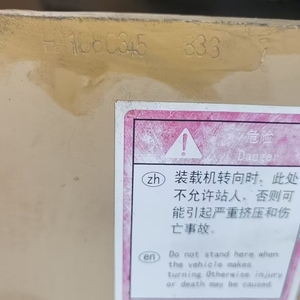 危险
Danger
zh
装载机转向时，此处
不允许站人，否则可
能引起严重挤压和伤
亡事故.
en
Do not stand here when
the vehicle makes
turning.Otherwise injury
or death may be caused.